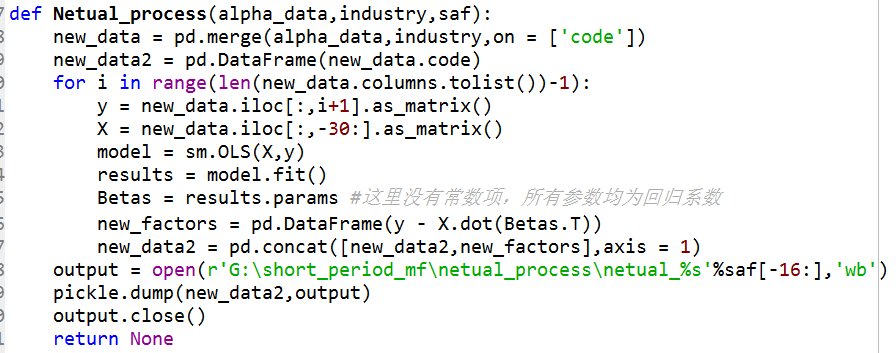 def Netual_process(alpha_data,industry,saf):
    new_data = pd.merge(alpha_data,industry,on = ['code'])
    new_data2 = pd.DataFrame(new_data.code)
    for i in range(len(new_data.columns.tolist())-1):
        y = new_data.iloc[:,i+1].as_matrix()
        X = new_data.iloc[:,-30:].as_matrix()
        model = sm.OLS(X,y)
        results = model.fit()
        Betas = results.params #这里没有常数项，所有参数均为回归系数
        new_factors = pd.DataFrame(y - X.dot(Betas.T))
        new_data2 = pd.concat([new_data2,new_factors],axis = 1)
    output = open(r'G:\short_period_mf\netual_process\netual_%s'%saf[-16:],'wb')
    pickle.dump(new_data2,output)
    output.close()
    return None